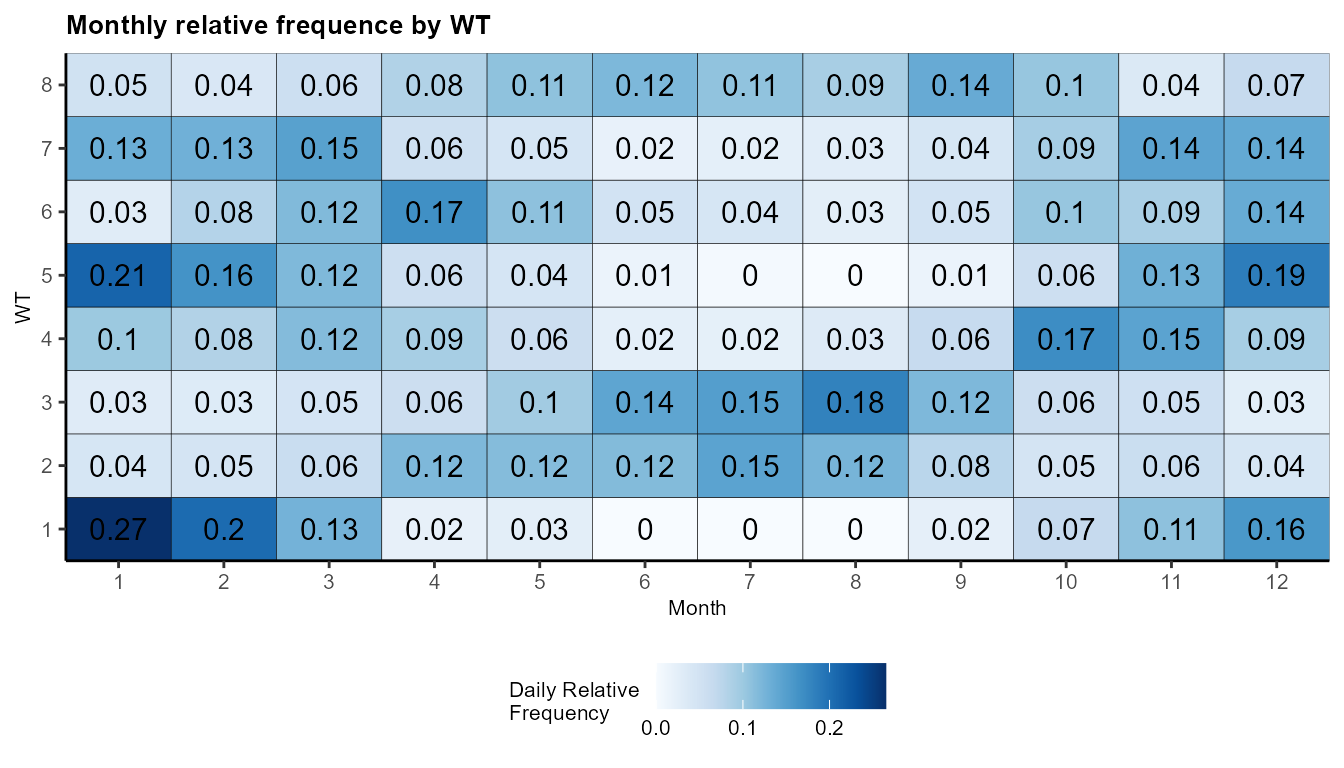 Monthly relative frequence by WT
8 0.05 0.04 0.06 0.08 0.11 0.12 0.11 0.09 0.14 0.1 0.04 0.07
7 0.13 0.13 0.15 0.06 0.05 0.02 0.02 0.03 0.04 0.09 0.14 0.14
6 0.03 0.08 0.12 0.17 0.11 0.05 0.04 0.03 0.05 0.1 0.09 0.14
5 0.21 0.16 0.12 0.06 0.04 0.01 0 0 0.01 0.06 0.13 0.19
WT
4 0.1 0.08 0.12 0.09 0.06 0.02 0.02 0.03 0.06 0.17 0.15 0.09
3 0.03 0.03 0.05 0.06 0.1 0.14 0.15 0.18 0.12 0.06 0.05 0.03
2 0.04 0.05 0.06 0.12 0.12 0.12 0.15 0.12 0.08 0.05 0.06 0.04
1 0.27 0.2 0.13 0.02 0.03 0 0 0 0.02 0.07 0.11 0.16
1 2 3 4 5 6 7 8 9 10 11 12
Month
Daily Relative
Frequency
0.0 0.1 0.2